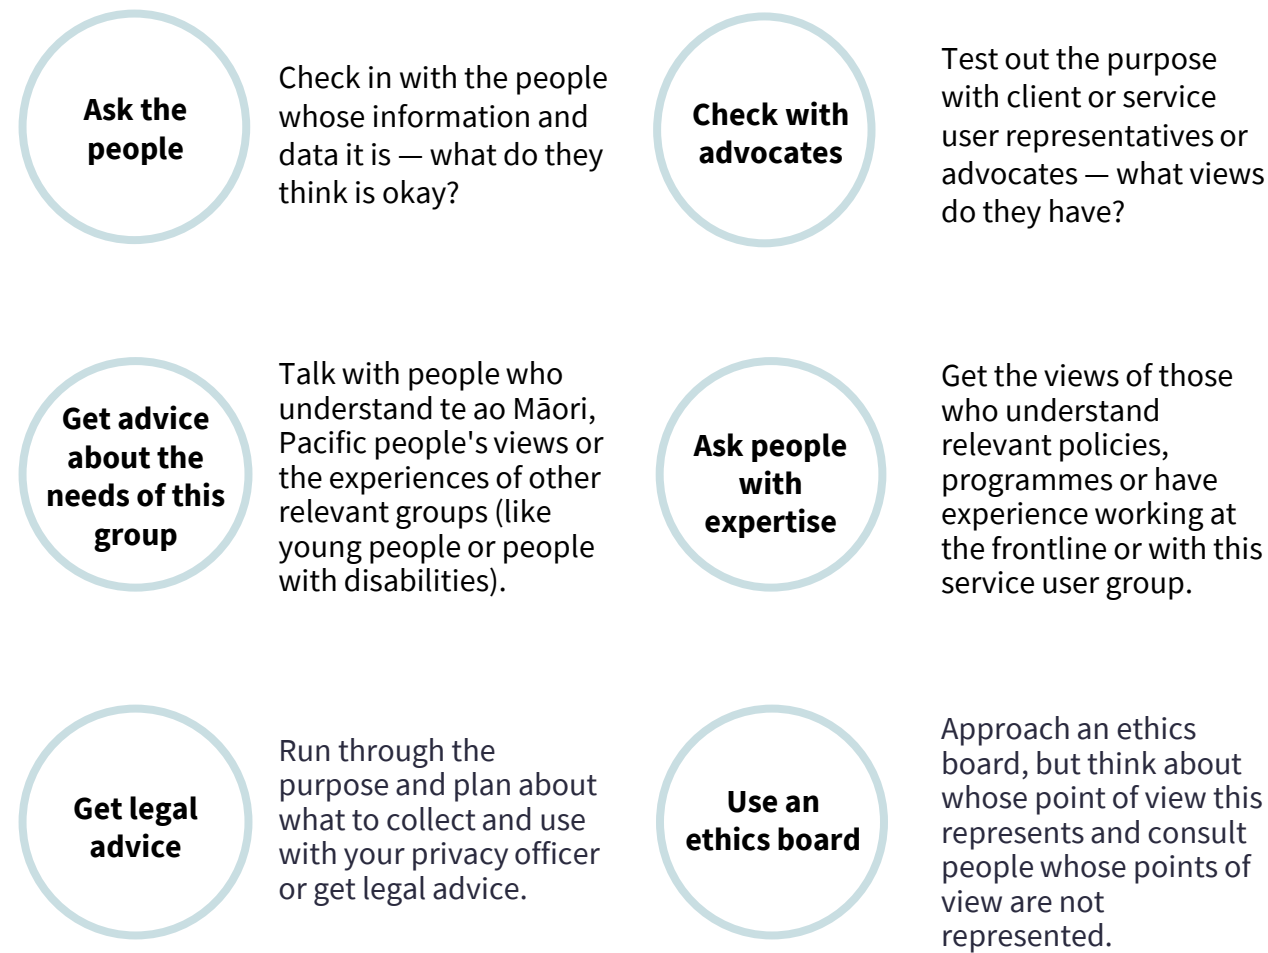 Ask the
people
Check in with the people
whose information and
data it is — what do they
think is okay?
Check with
advocates
Test out the purpose
with client or service
user representatives or
advocates — what views
do they have?
Get advice
about the
needs of this
group
Talk with people who
understand te ao Māori,
Pacific people's views or
the experiences of other
relevant groups (like
young people or people
with disabilities).
Ask people
with
expertise
Get the views of those
who understand
relevant policies,
programmes or have
experience working at
the frontline or with this
service user group.
Get legal
advice
Run through the
purpose and plan about
what to collect and use
with your privacy officer
or get legal advice.
Use an
ethics board
Approach an ethics
board, but think about
whose point of view this
represents and consult
people whose points of
view are not
represented.